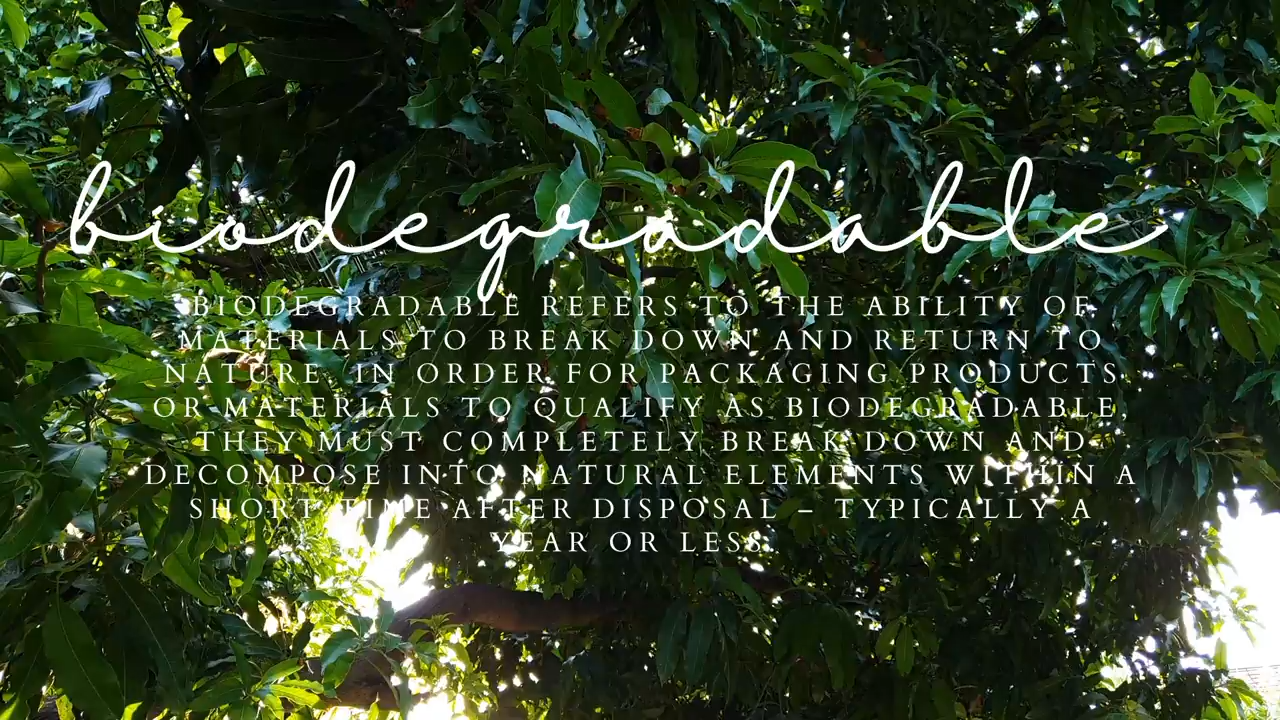 biodegradable
BIODEGRADABLE REFERS TO THE ABILITY OF
MATERIALS TO BREAK DOWN AND RETURN TO
NATURE. IN ORDER FOR PACKAGING PRODUCTS
OR MATERIALS TO QUALIFY AS BIODEGRADABLE,
THEY MUST COMPLETELY BREAK DOWN AND
DECOMPOSE INTO NATURAL ELEMENTS WITHIN A
SHORT TIME AFTER DISPOSAL – TYPICALLY A
YEAR OR LESS.